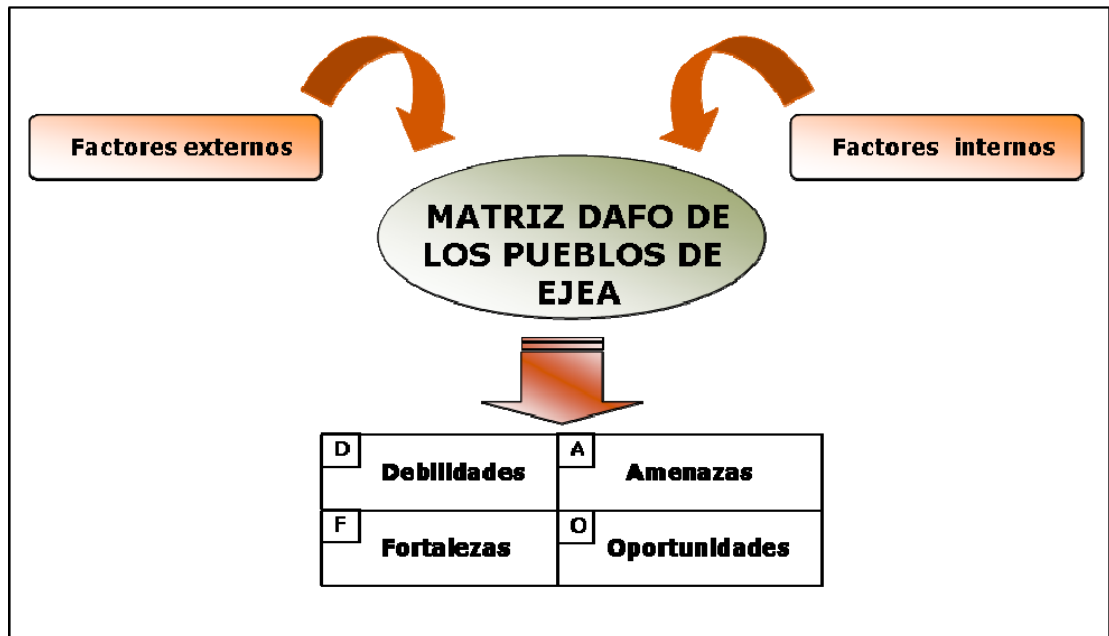 Factores externos
Factores internos
MATRIZ DAFO DE
LOS PUEBLOS DE
EJEA
D
Debilidades
A
Amenazas
F
Fortalezas
O
Oportunidades